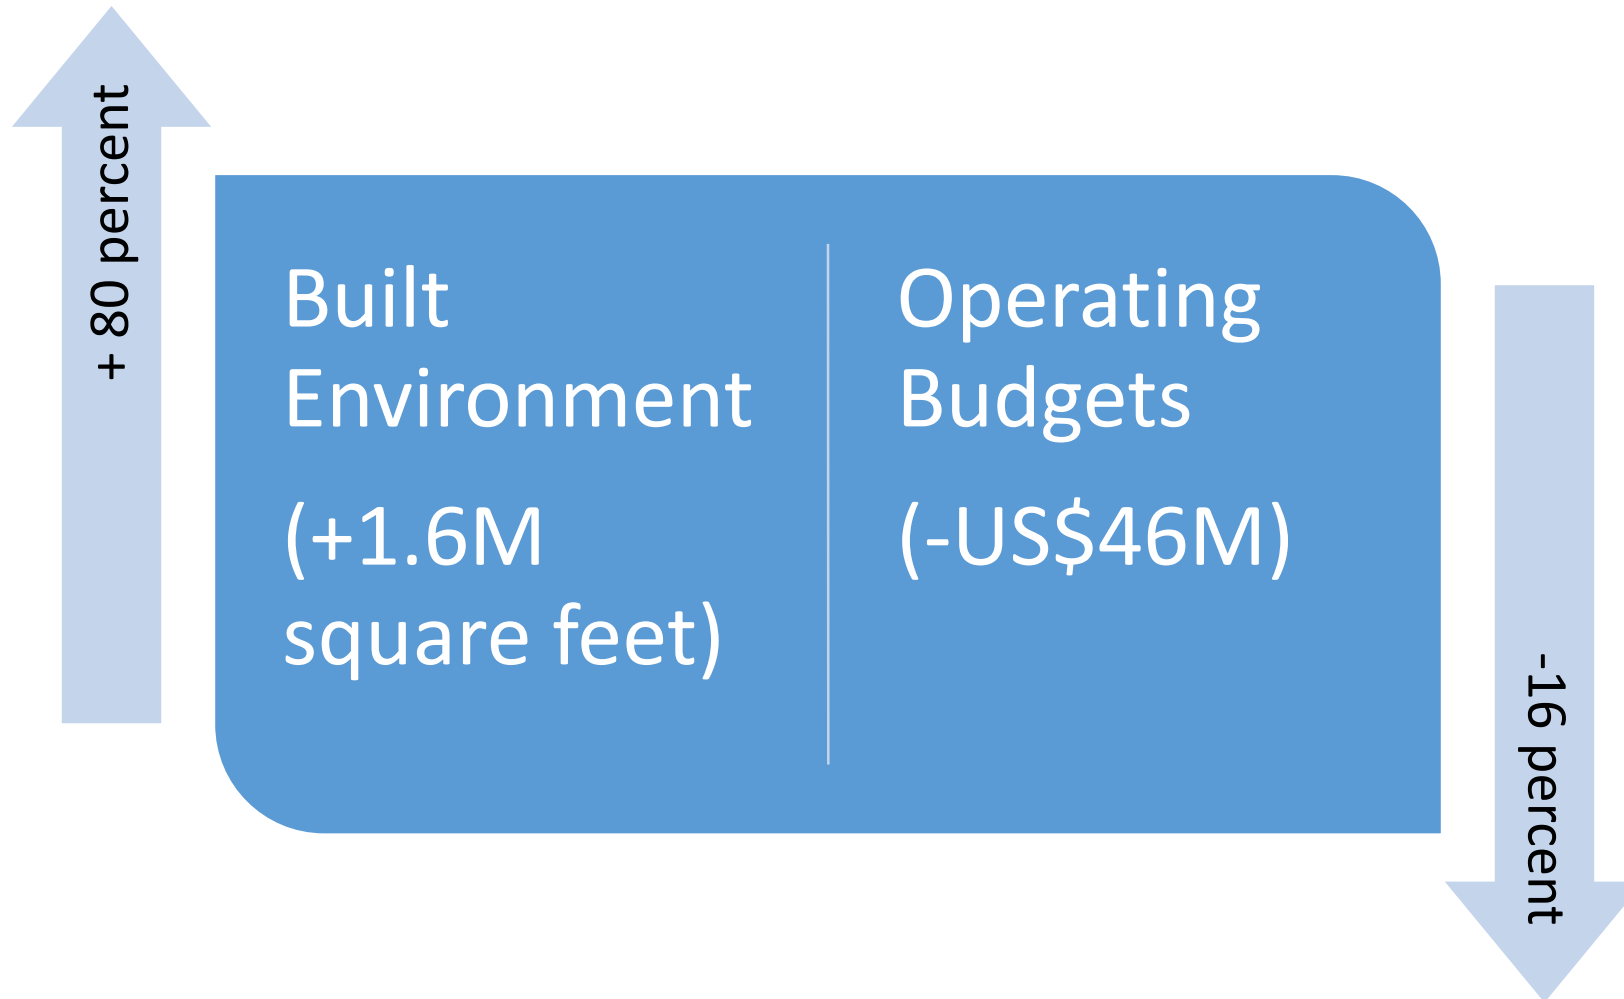 + 80 percent
Built
Environment
(+1.6M
square feet)
Operating
Budgets
(-US$46M)
-16 percent